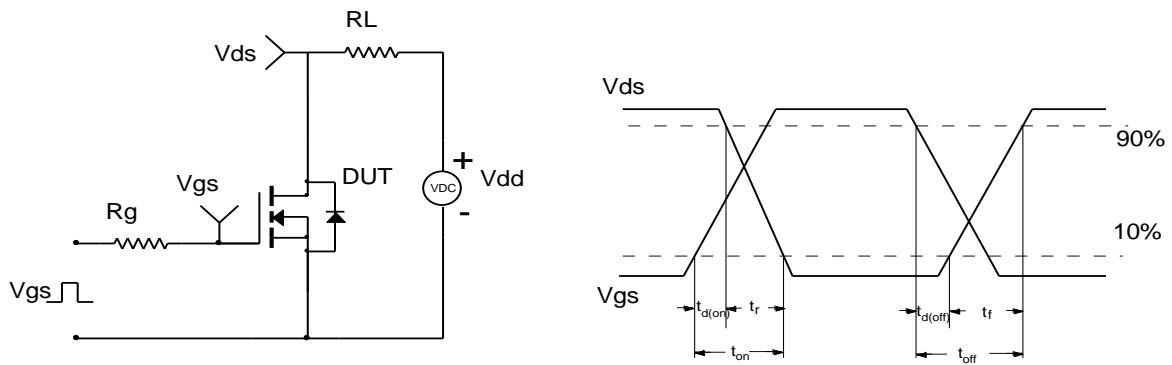 RL
Vds
DUT
+
VDC
Vdd
-
Vgs
Rg
Vgs
Vds
90%
10%
Vgs
td(on)
tr
td(off)
tf
ton
toff